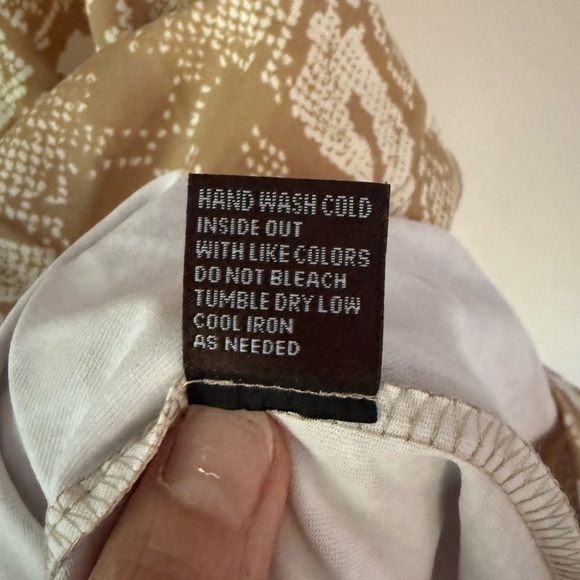 HAND WASH COLD
INSIDE OUT
WITH LIKE COLORS
DO NOT BLEACH
TUMBLE DRY LOW
COOL IRON
AS NEEDED